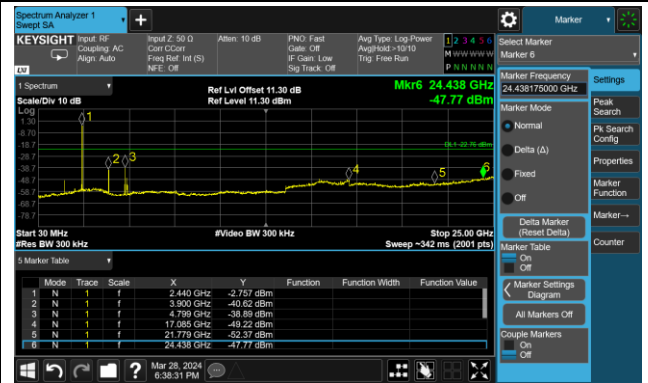 Spectrum Analyzer 1
Swept SA
Marker
KEYSIGHT Input: RF Input Z: 50 Ω Atten: 10 dB PNO: Fast Avg Type: Log-Power 1 2 3 4 5 6
Coupling: AC Corr CCorr Gate: Off Avg|Hold:>10/10 M W W W W W
Align: Auto Freq Ref: Int (S) IF Gain: Low Trig: Free Run
NFE: Off Sig Track: Off P N N N N N
LXI
Select Marker
Marker 6
1 Spectrum
Ref Lvl Offset 11.30 dB
Mkr6 24.438 GHz
Scale/Div 10 dB
Ref Level 11.30 dBm
-47.77 dBm
Log
1.30
-8.70
-18.7
-28.7
-38.7
-48.7
-58.7
-68.7
-78.7
DL1 -22.76 dBm
1
2
3
4
5
6
Start 30 MHz
#Video BW 300 kHz
Stop 25.00 GHz
#Res BW 300 kHz
Sweep ~342 ms (2001 pts)
5 Marker Table
Mode Trace Scale X Y Function Function Width Function Value
1 N 1 f 2.440 GHz -2.757 dBm
2 N 1 f 3.900 GHz -40.62 dBm
3 N 1 f 4.799 GHz -38.89 dBm
4 N 1 f 17.085 GHz -49.22 dBm
5 N 1 f 21.779 GHz -52.37 dBm
6 N 1 f 24.438 GHz -47.77 dBm
Marker Frequency
24.438175000 GHz
Marker Mode
Normal
Delta (Δ)
Fixed
Off
Delta Marker
(Reset Delta)
Marker Table
On
Off
Marker Settings
Diagram
All Markers Off
Couple Markers
On
Off
Settings
Peak
Search
Pk Search
Config
Properties
Marker
Function
Marker→
Counter
Mar 28, 2024
6:38:31 PM